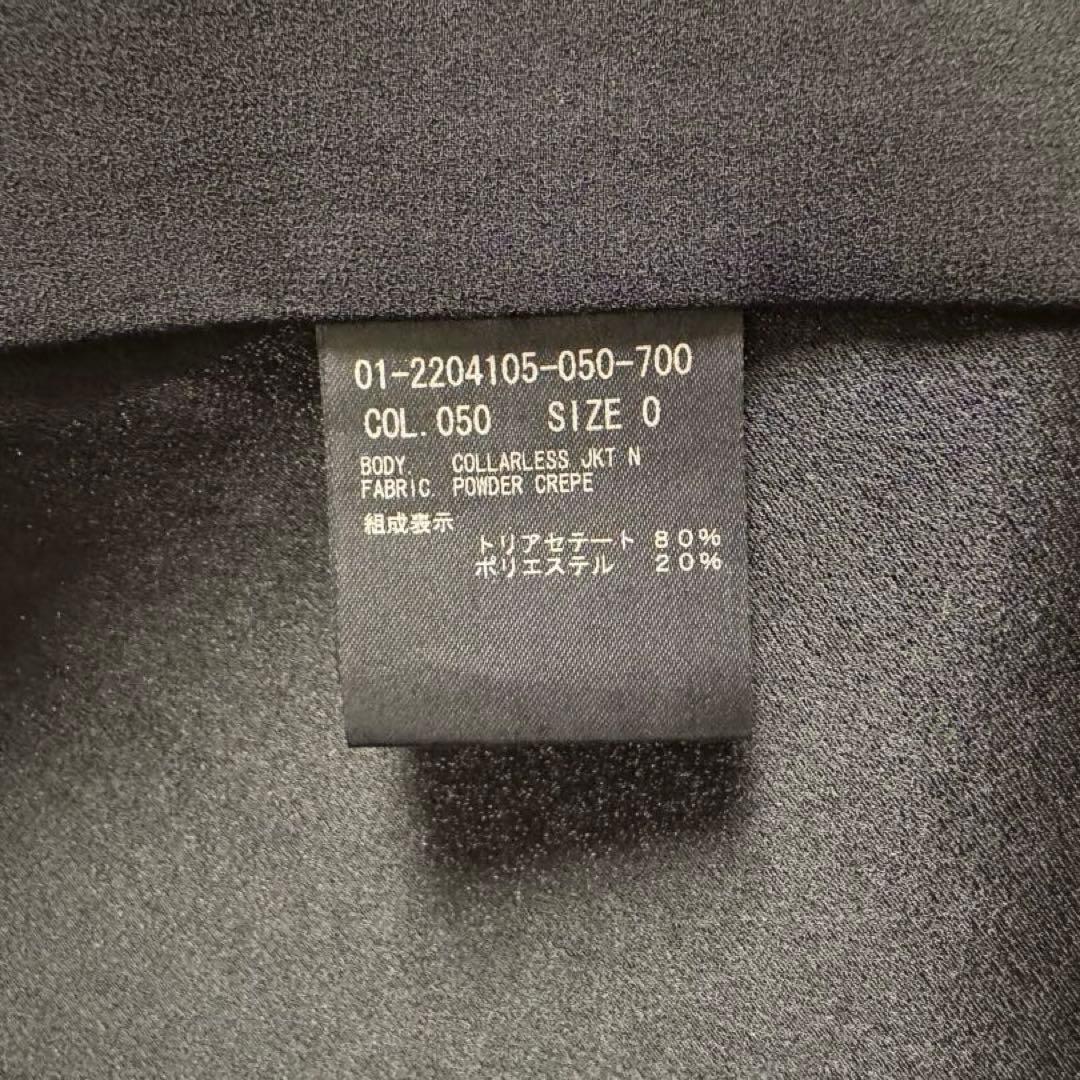 01-2204105-050-700
COL.050 SIZE 0
BODY. COLLARLESS JKT N
FABRIC. POWDER CREPE
組成表示
トリアセテート 80%
ポリエステル 20%